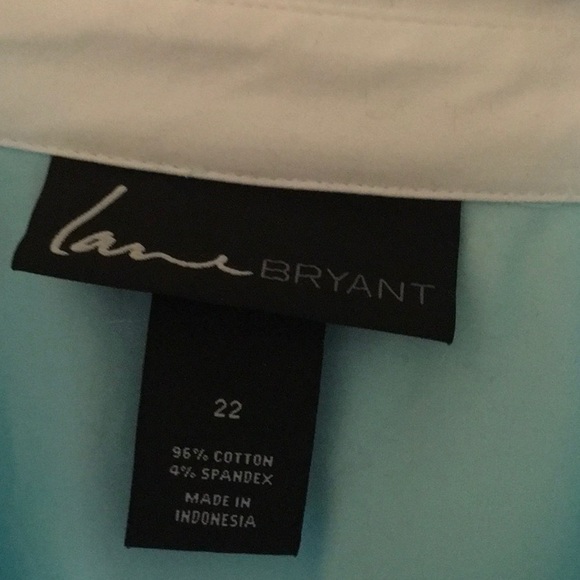 lane BRYANT
22
96% COTTON
4% SPANDEX
MADE IN
INDONESIA